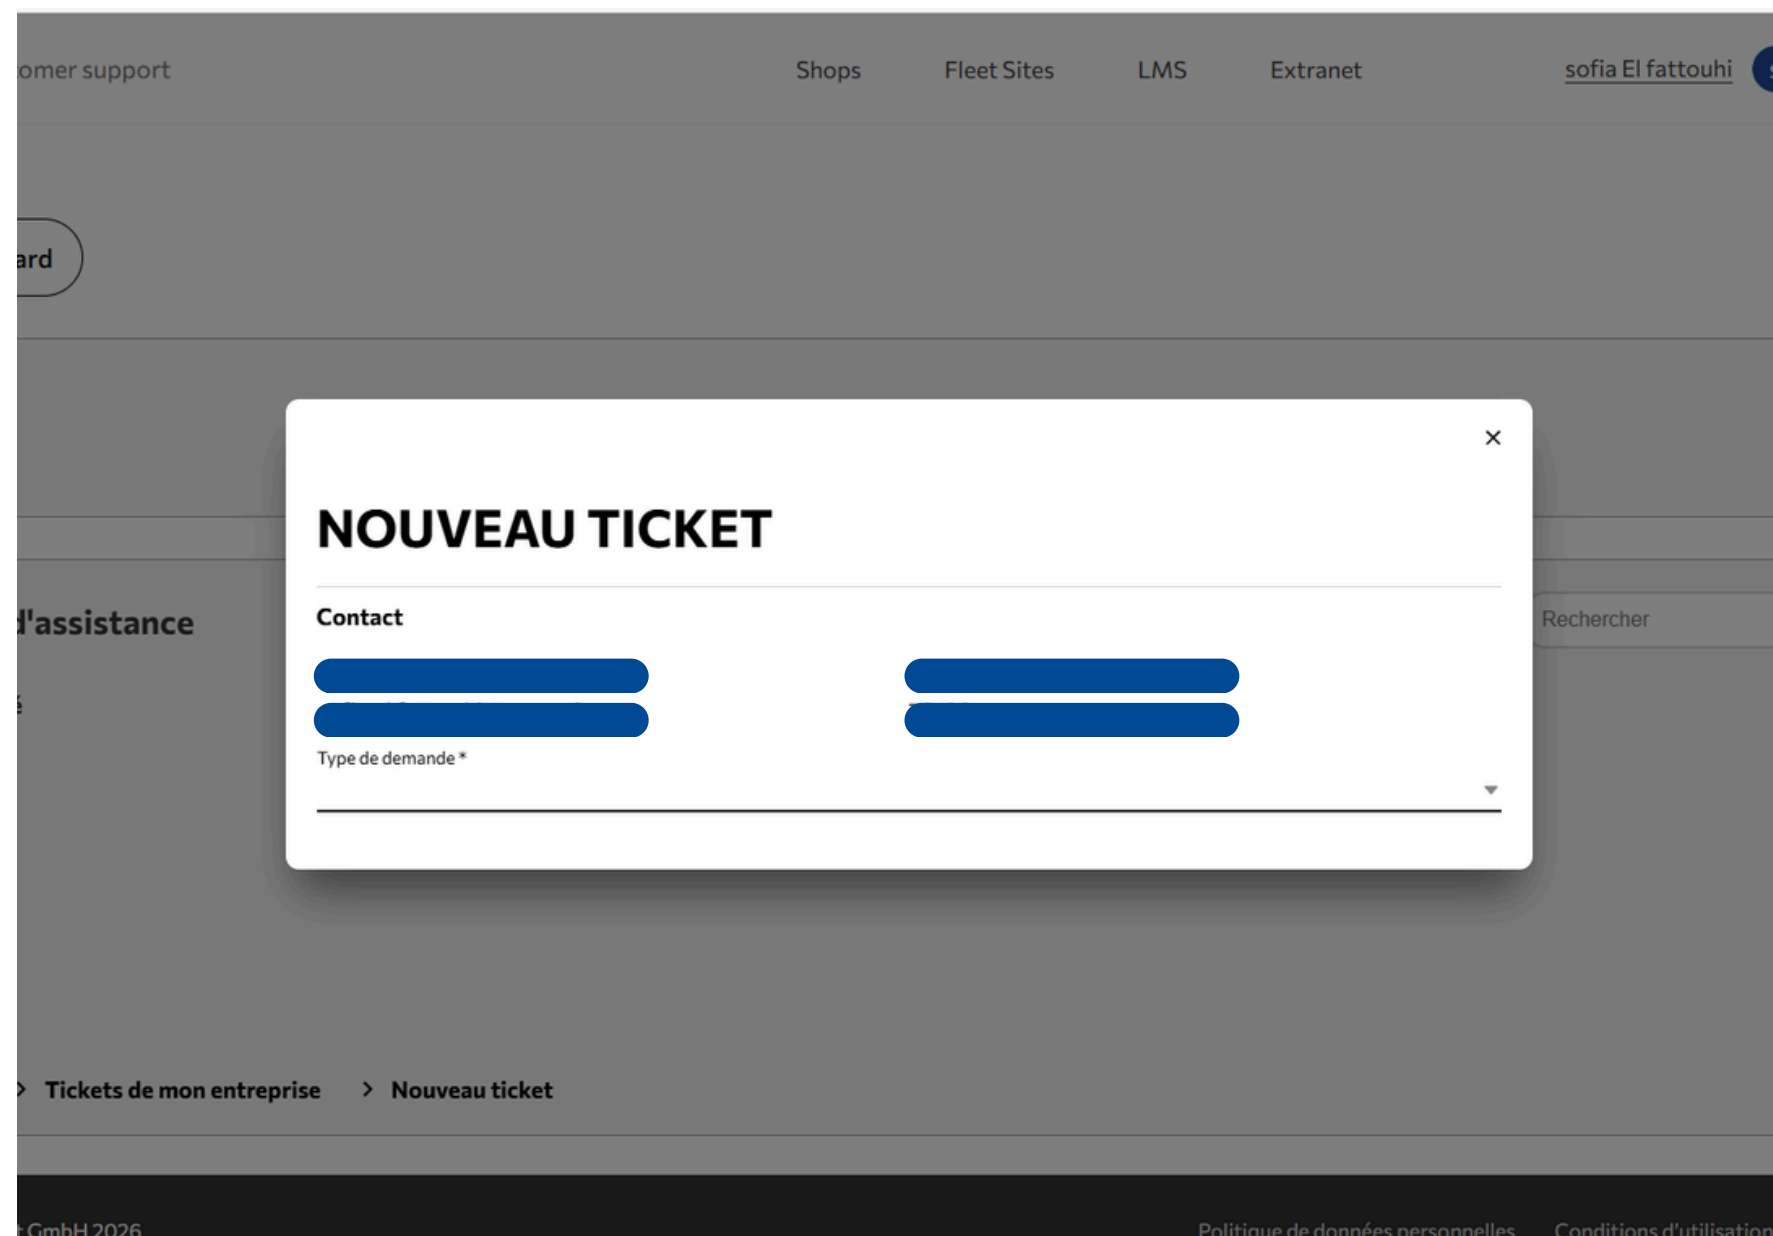 omer support Shops Fleet Sites LMS Extranet sofia El fattouhi s
ard
×
NOUVEAU TICKET
d'assistance Contact Rechercher
é
Type de demande *
> Tickets de mon entreprise > Nouveau ticket
t GmbH 2026 Politique de données personnelles Conditions d'utilisation